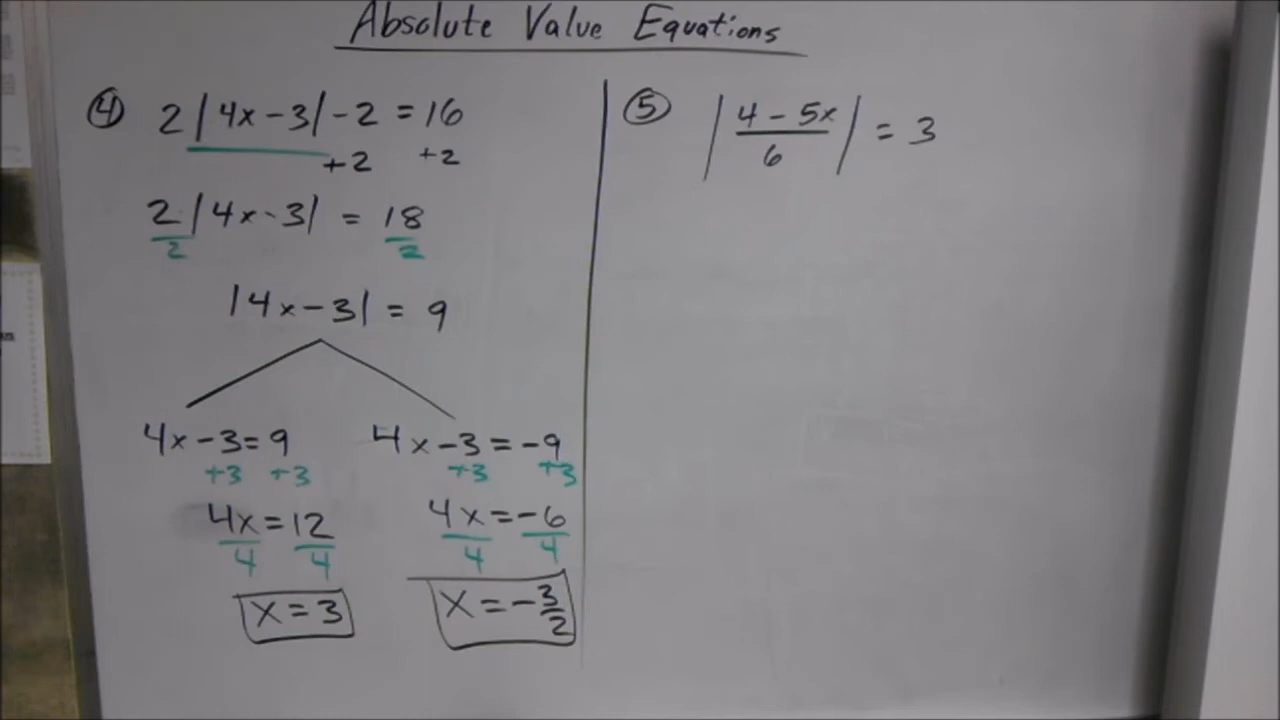 Absolute Value Equations
④ 2|4x-3|-2 = 16
+2 +2
2|4x-3| = 18
2 2
|4x-3| = 9
4x-3=9 4x-3=-9
+3 +3 +3 +3
4x=12 4x=-6
4 4 4 4
x=3 x=-3/2
⑤ |4-5x/6| = 3